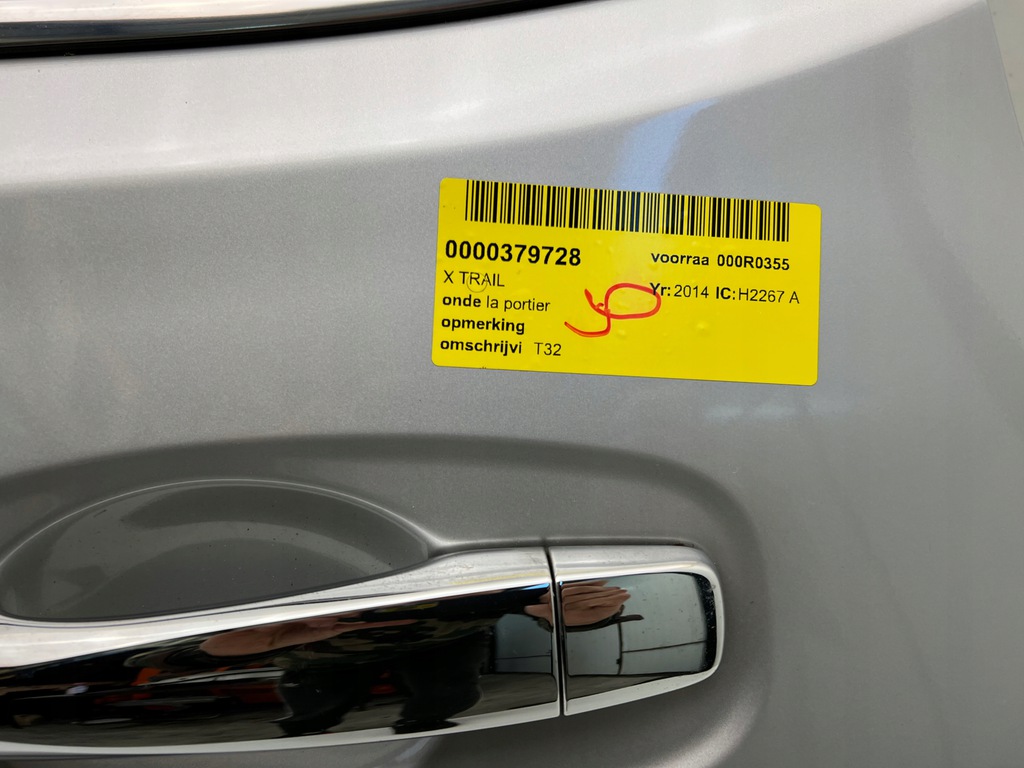 0000379728 voorraa 000R0355
X TRAIL Yr: 2014 IC: H2267 A
onde la portier
opmerking
omschrijvi T32